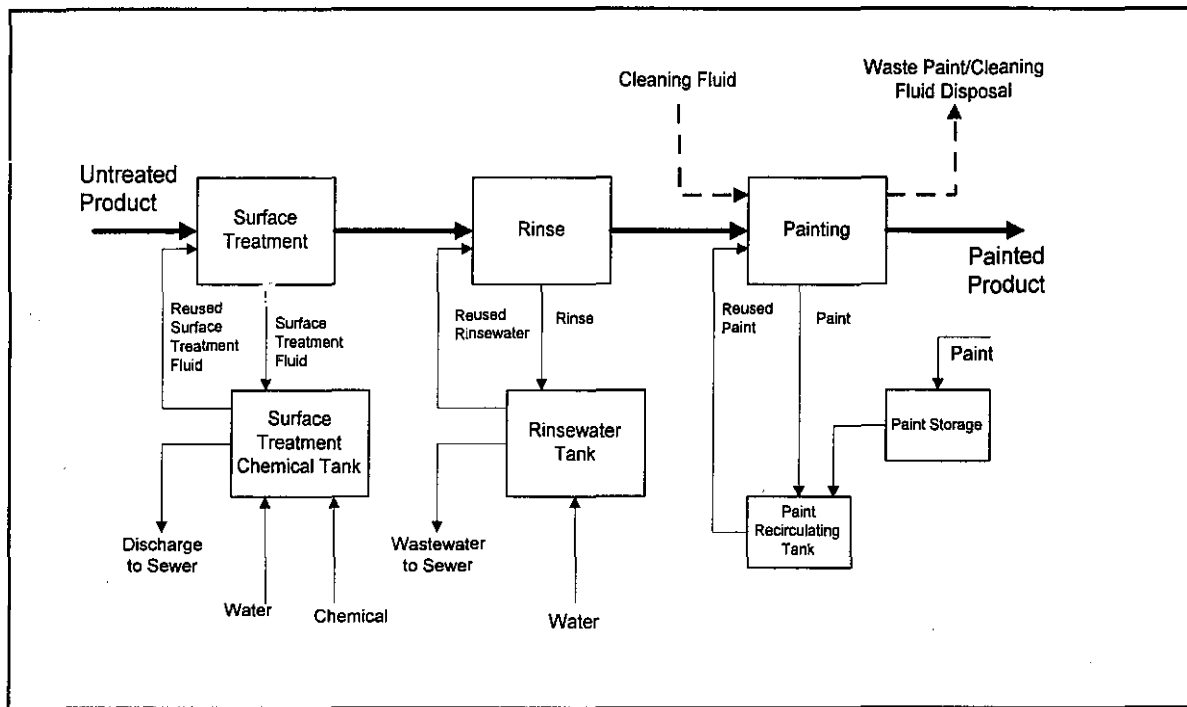 Cleaning Fluid
Waste Paint/Cleaning
Fluid Disposal
Untreated
Product
Surface
Treatment
Rinse
Painting
Painted
Product
Reused
Surface
Treatment
Fluid
Surface
Treatment
Fluid
Reused
Rinsewater
Rinse
Reused
Paint
Paint
Paint
Surface
Treatment
Chemical Tank
Rinsewater
Tank
Paint Storage
Paint
Recirculating
Tank
Discharge
to Sewer
Wastewater
to Sewer
Water
Chemical
Water